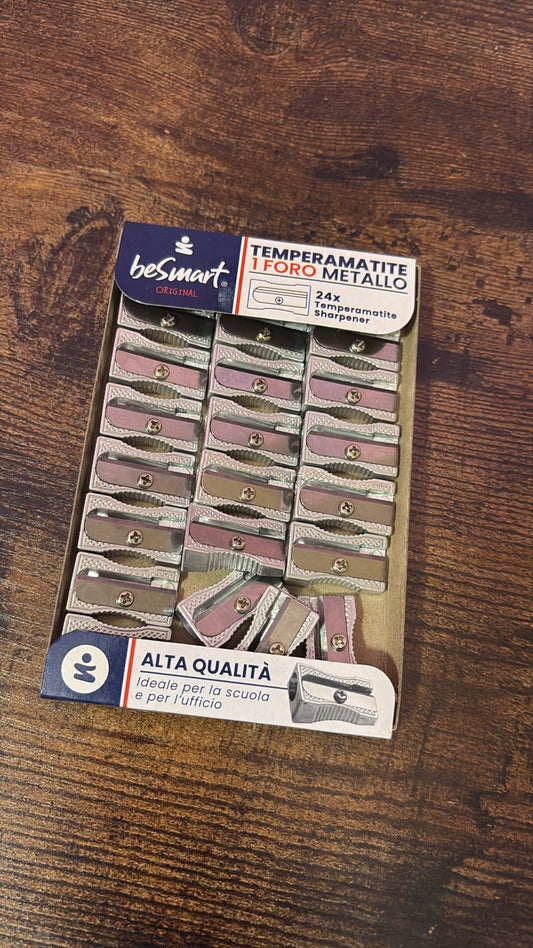 beSmart®
ORIGINAL
TEMPERAMATITE
1 FORO METALLO
24x
Temperamatite
Sharpener
ALTA QUALITÀ
Ideale per la scuola
e per l'ufficio